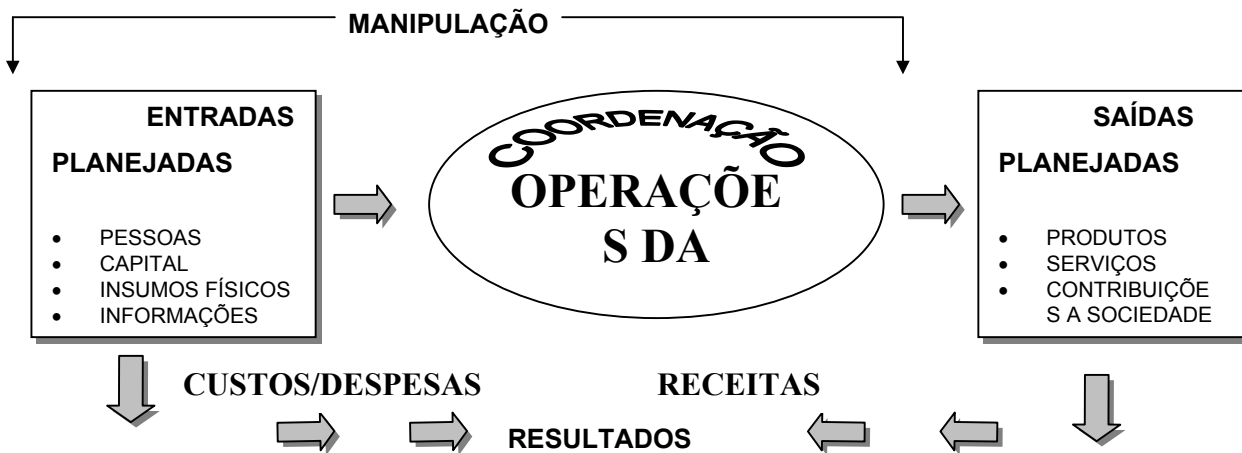 MANIPULAÇÃO
ENTRADAS
PLANEJADAS
• PESSOAS
• CAPITAL
• INSUMOS FÍSICOS
• INFORMAÇÕES
COORDENAÇÃO
OPERAÇÕE
S DA
SAÍDAS
PLANEJADAS
• PRODUTOS
• SERVIÇOS
• CONTRIBUIÇÕE
S A SOCIEDADE
CUSTOS/DESPESAS
RECEITAS
RESULTADOS